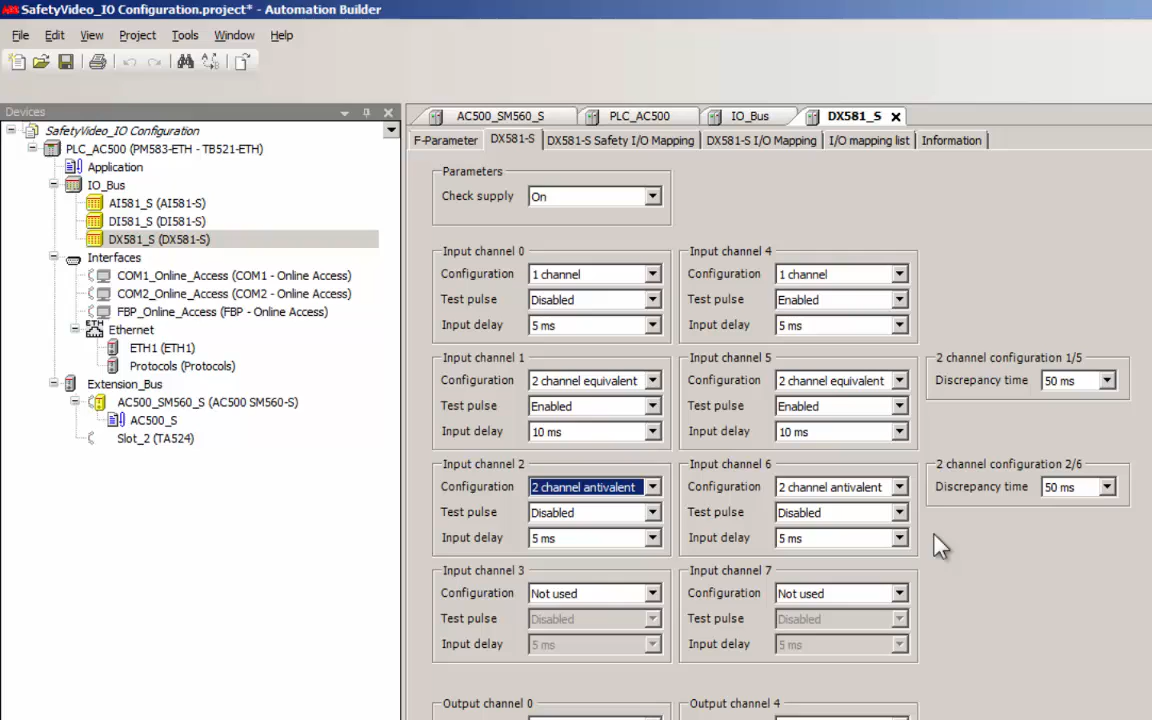 SafetyVideo_IO Configuration.project* - Automation Builder
File Edit View Project Tools Window Help
Devices
SafetyVideo_IO Configuration
PLC_AC500 (PM583-ETH - TB521-ETH)
Application
IO_Bus
AI581_S (AI581-S)
DI581_S (DI581-S)
DX581_S (DX581-S)
Interfaces
COM1_Online_Access (COM1 - Online Access)
COM2_Online_Access (COM2 - Online Access)
FBP_Online_Access (FBP - Online Access)
ETH Ethernet
ETH1 (ETH1)
Protocols (Protocols)
Extension_Bus
AC500_SM560_S (AC500 SM560-S)
AC500_S
Slot_2 (TA524)
AC500_SM560_S PLC_AC500 IO_Bus DX581_S
F-Parameter DX581-S DX581-S Safety I/O Mapping DX581-S I/O Mapping I/O mapping list Information
Parameters
Check supply On
Input channel 0 Input channel 4
Configuration 1 channel Configuration 1 channel
Test pulse Disabled Test pulse Enabled
Input delay 5 ms Input delay 5 ms
Input channel 1 Input channel 5 2 channel configuration 1/5
Configuration 2 channel equivalent Configuration 2 channel equivalent Discrepancy time 50 ms
Test pulse Enabled Test pulse Enabled
Input delay 10 ms Input delay 10 ms
Input channel 2 Input channel 6 2 channel configuration 2/6
Configuration 2 channel antivalent Configuration 2 channel antivalent Discrepancy time 50 ms
Test pulse Disabled Test pulse Disabled
Input delay 5 ms Input delay 5 ms
Input channel 3 Input channel 7
Configuration Not used Configuration Not used
Test pulse Disabled Test pulse Disabled
Input delay 5 ms Input delay 5 ms
Output channel 0 Output channel 4